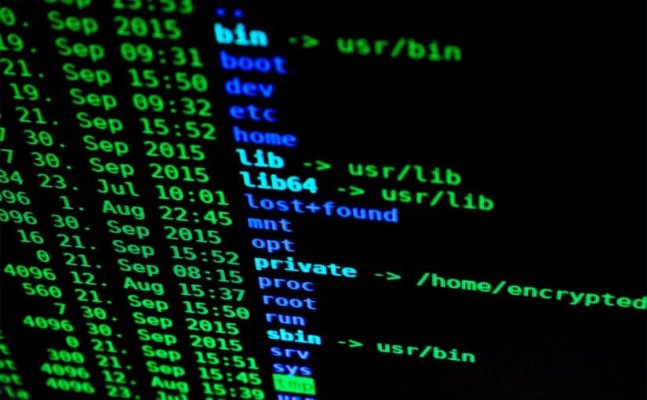 Sep 15:53 ..
0. Sep 2015 bin -> usr/bin
19. Sep 09:31 boot
21. Sep 15:50 dev
19. Sep 09:32 etc
21. Sep 15:52 home
7 30. Sep 2015 lib -> usr/lib
7 30. Sep 2015 lib64 -> usr/lib
84 23. Jul 10:01 lost+found
096 1. Aug 22:45 mnt
096 30. Sep 2015 opt
16 21. Sep 15:52 private -> /home/encrypted
0 21. Sep 08:15 proc
4096 12. Aug 15:37 root
560 21. Sep 15:50 run
7 30. Sep 2015 sbin -> usr/bin
4096 30. Sep 2015 srv
0 21. Sep 15:51 sys
300 21. Sep 15:45 tmp
4096 12. Aug 15:39 usr
4096 23. Jul